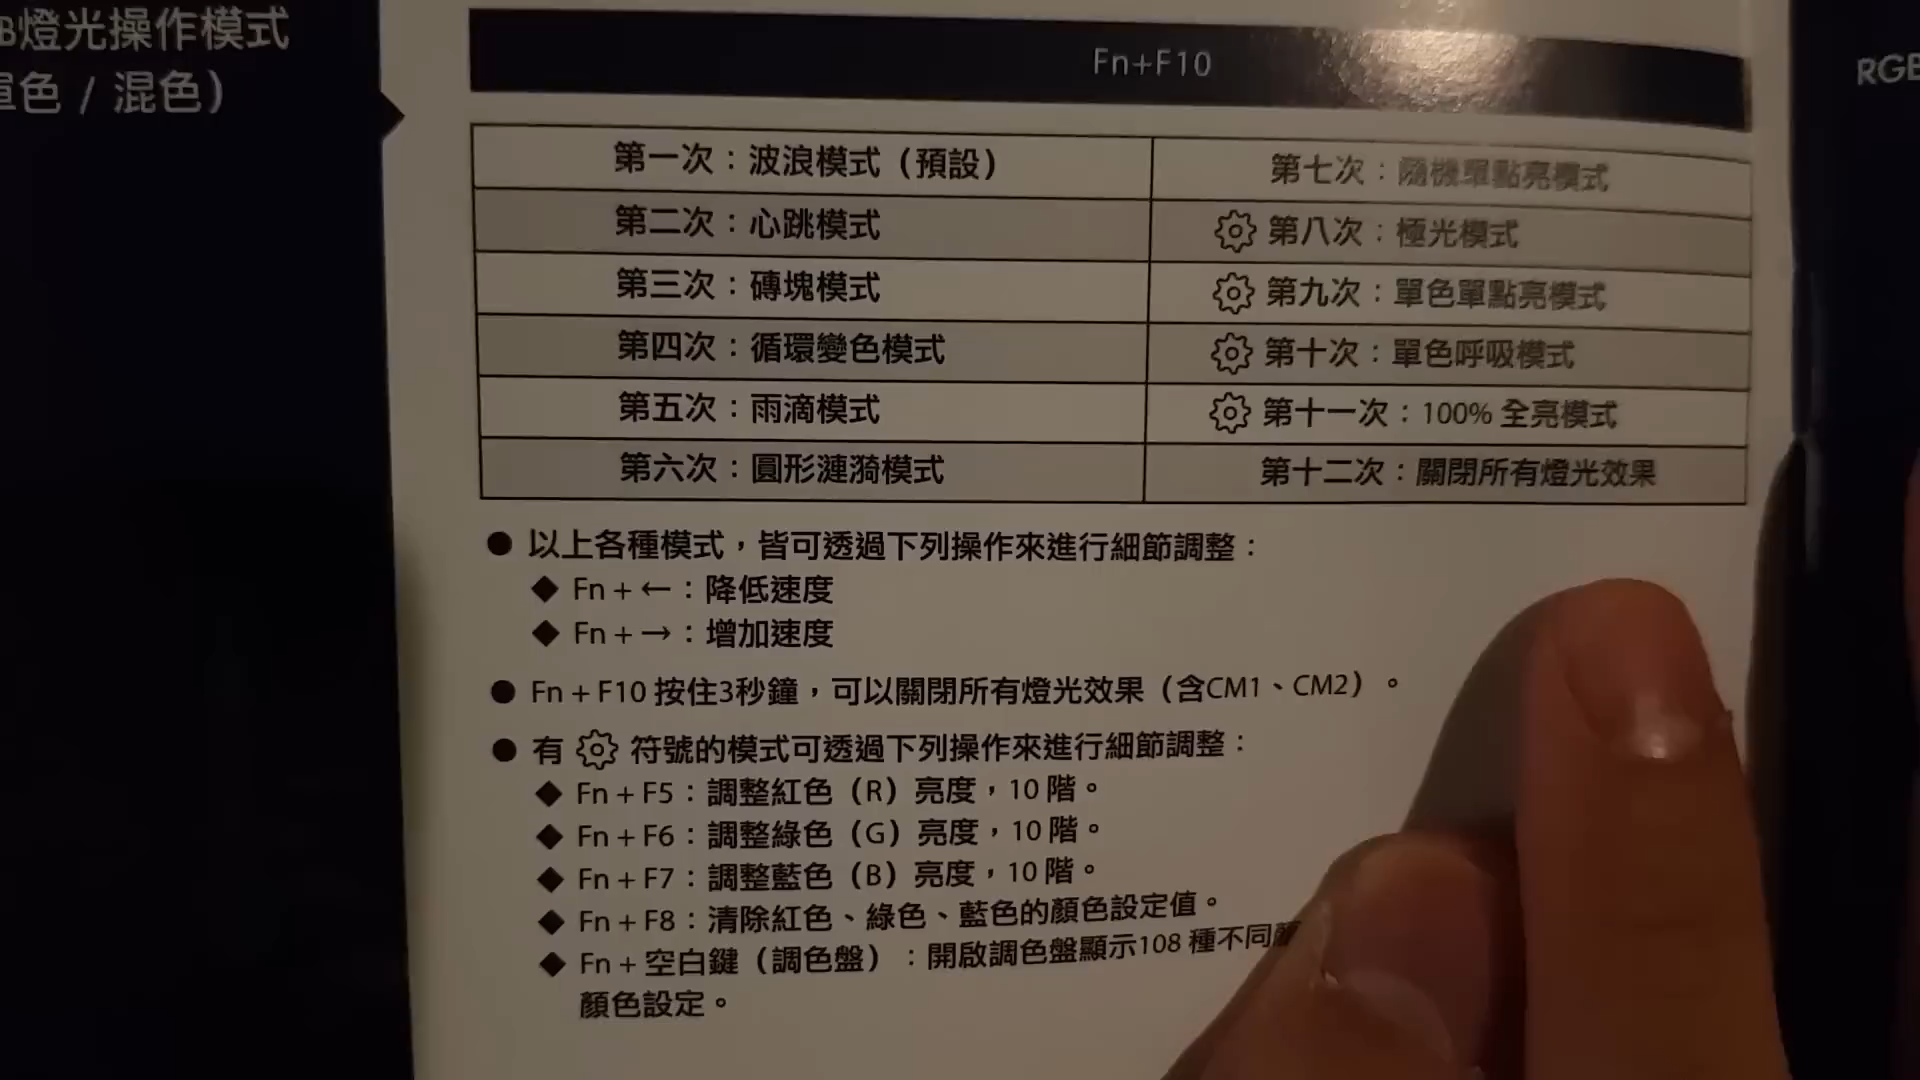 B燈光操作模式
單色 / 混色）
RGB
Fn+F10
第一次：波浪模式（預設）
第七次：隨機單點亮模式
第二次：心跳模式
第八次：極光模式
第三次：磚塊模式
第九次：單色單點亮模式
第四次：循環變色模式
第十次：單色呼吸模式
第五次：雨滴模式
第十一次：100% 全亮模式
第六次：圓形漣漪模式
第十二次：關閉所有燈光效果
● 以上各種模式，皆可透過下列操作來進行細節調整：
◆ Fn + ←：降低速度
◆ Fn + →：增加速度
● Fn + F10 按住3秒鐘，可以關閉所有燈光效果（含CM1、CM2）。
● 有 符號的模式可透過下列操作來進行細節調整：
◆ Fn + F5：調整紅色（R）亮度，10 階。
◆ Fn + F6：調整綠色（G）亮度，10 階。
◆ Fn + F7：調整藍色（B）亮度，10 階。
◆ Fn + F8：清除紅色、綠色、藍色的顏色設定值。
◆ Fn + 空白鍵（調色盤）：開啟調色盤顯示108 種不同
顏色設定。